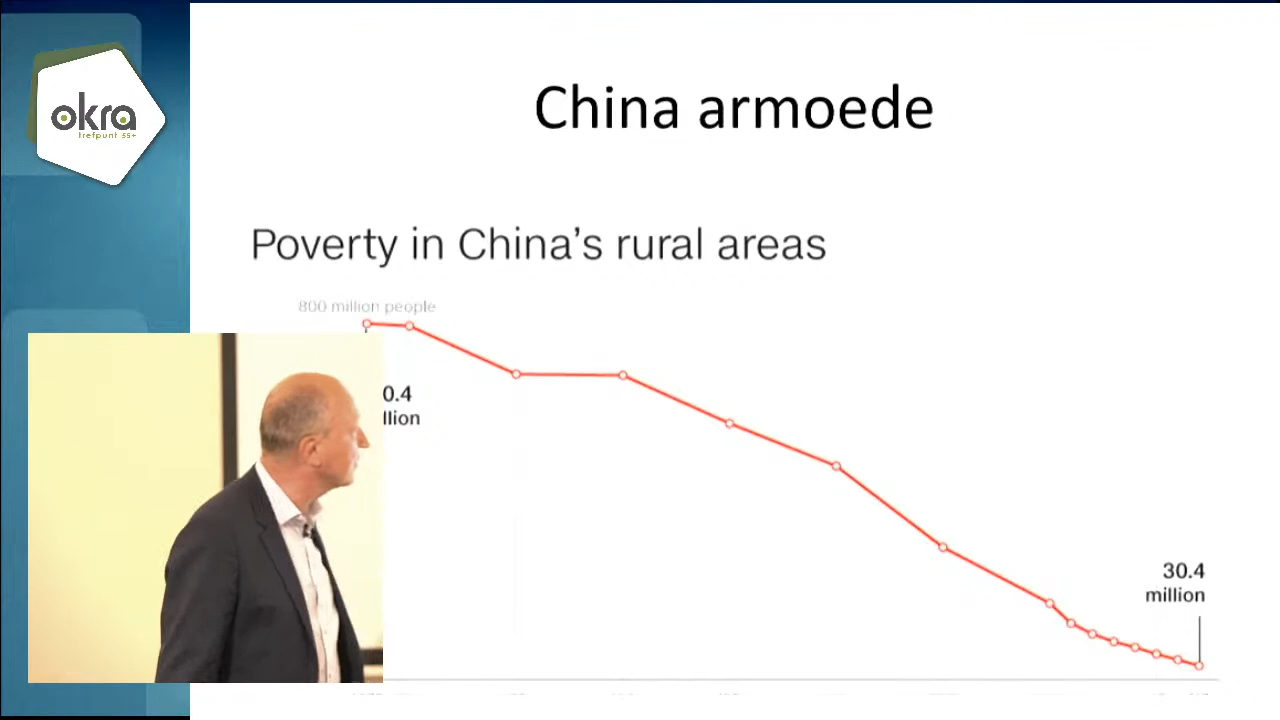 okra
trefpunt 55+
China armoede
Poverty in China's rural areas
800 million people
0.4
llion
30.4
million